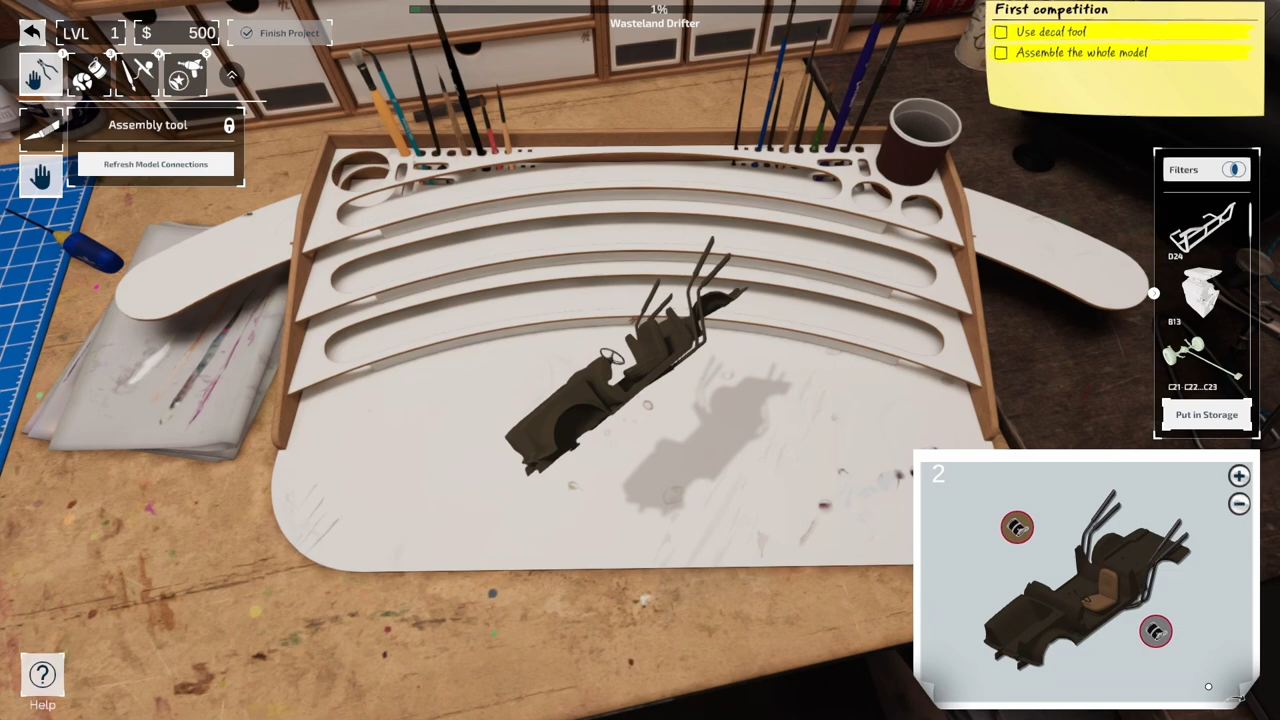 1%
Wasteland Drifter
LVL 1 $ 500 Finish Project
First competition
Use decal tool
Assemble the whole model
Assembly tool
Refresh Model Connections
Filters
D24
B13
C21 C22...C23
Put in Storage
2
Help